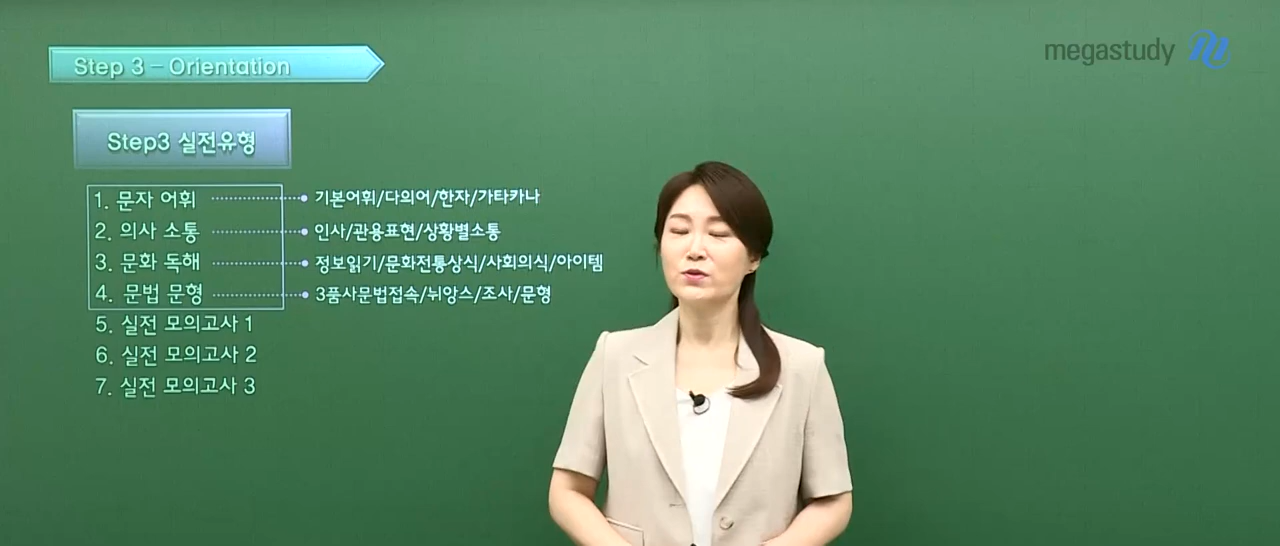 megastudy
Step 3 – Orientation
Step3 실전유형
1. 문자 어휘 기본어휘/다의어/한자/가타카나
2. 의사 소통 인사/관용표현/상황별소통
3. 문화 독해 정보읽기/문화전통상식/사회의식/아이템
4. 문법 문형 3품사문법접속/뉘앙스/조사/문형
5. 실전 모의고사 1
6. 실전 모의고사 2
7. 실전 모의고사 3